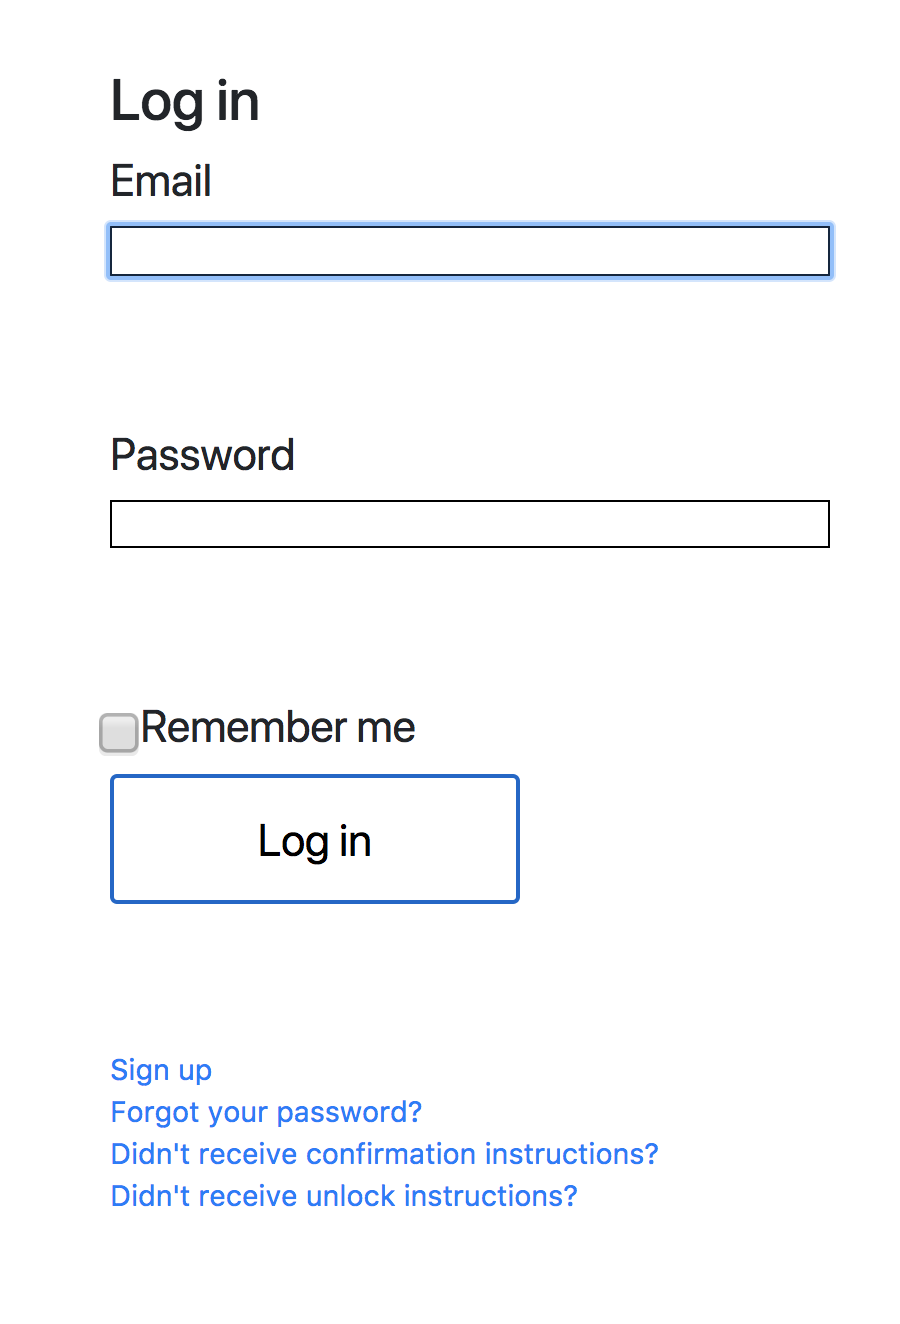 Log in
Email
Password
Remember me
Log in
Sign up
Forgot your password?
Didn't receive confirmation instructions?
Didn't receive unlock instructions?